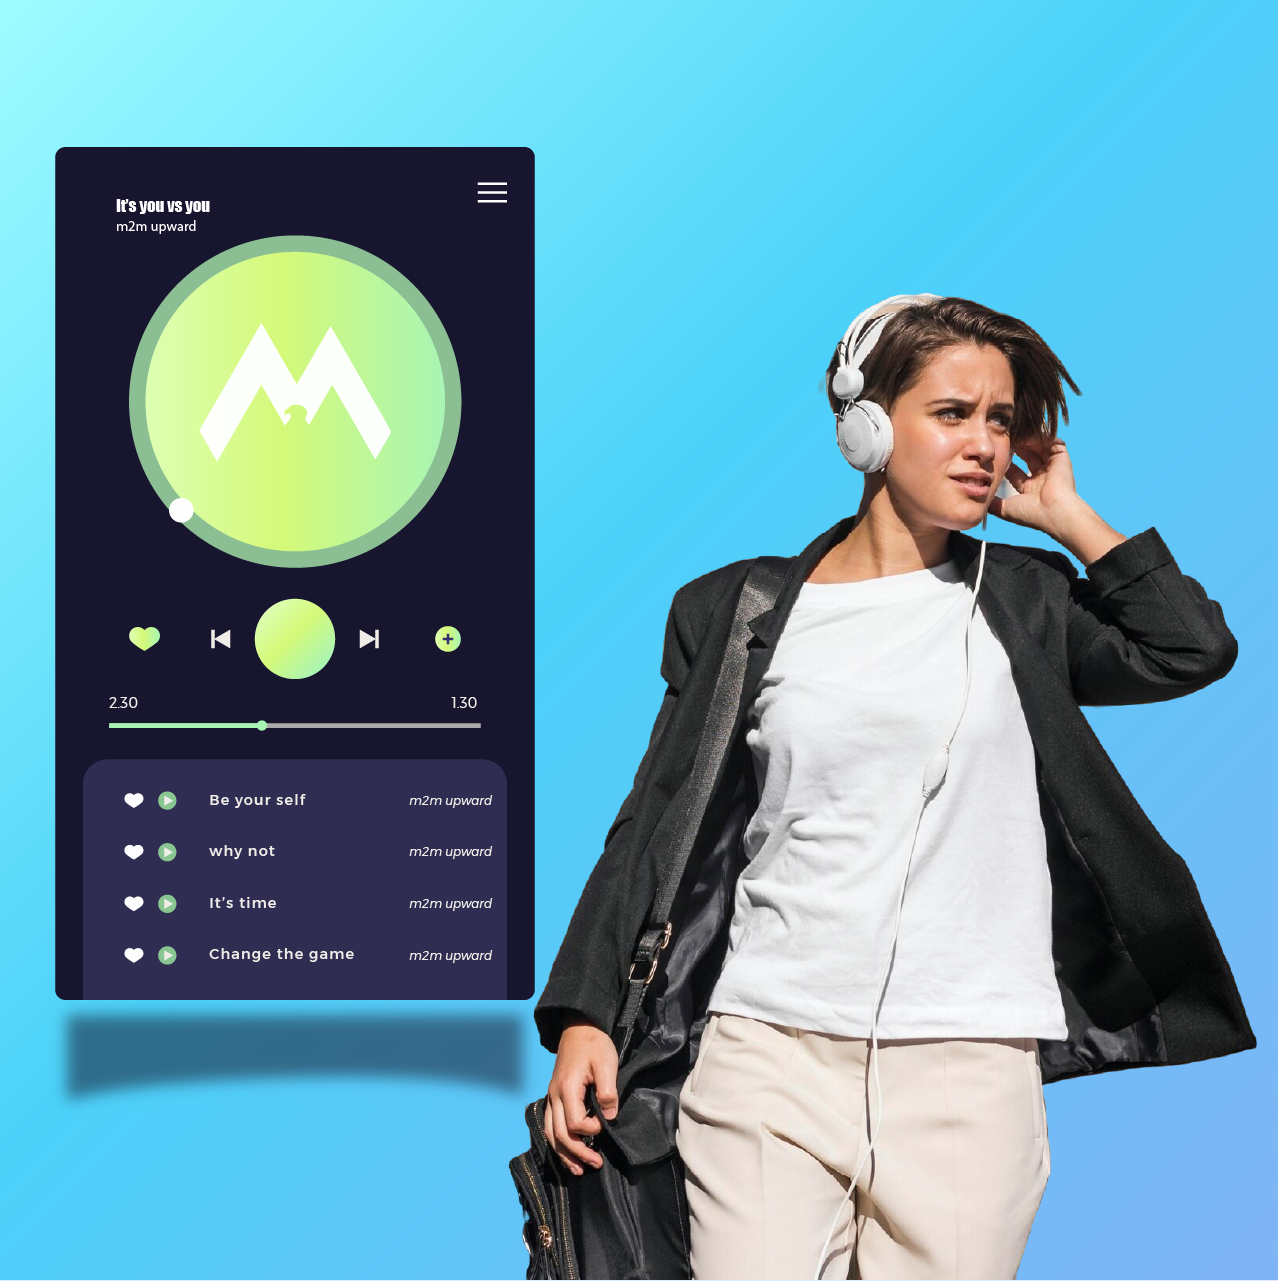 It's you vs you
m2m upward
2.30 1.30
Be your self m2m upward
why not m2m upward
It's time m2m upward
Change the game m2m upward